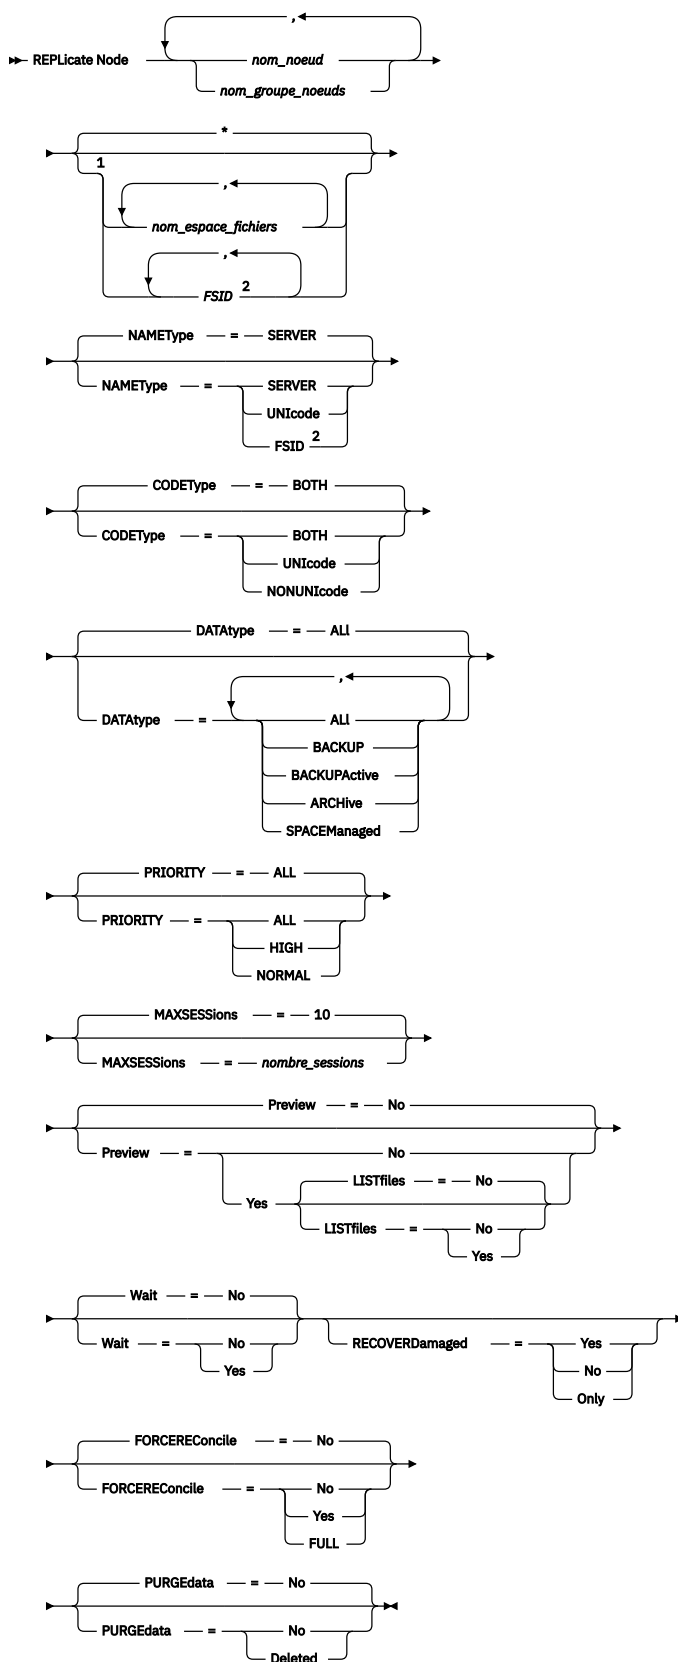 ,
REPLicate Node nom_noeud
nom_groupe_noeuds
*
1
,
nom_espace_fichiers
,
FSID 2
NAMEType = SERVER
NAMEType = SERVER
UNIcode
FSID 2
CODEType = BOTH
CODEType = BOTH
UNIcode
NONUNIcode
DATAtype = ALl
,
DATAtype = ALl
BACKUP
BACKUPActive
ARCHive
SPACEManaged
PRIORITY = ALL
PRIORITY = ALL
HIGH
NORMAL
MAXSESSions = 10
MAXSESSions = nombre_sessions
Preview = No
Preview = No
LISTfiles = No
Yes
LISTfiles = No
Yes
Wait = No
Wait = No RECOVERDamaged = Yes
Yes No
Only
FORCEREConcile = No
FORCEREConcile = No
Yes
FULL
PURGEdata = No
PURGEdata = No
Deleted